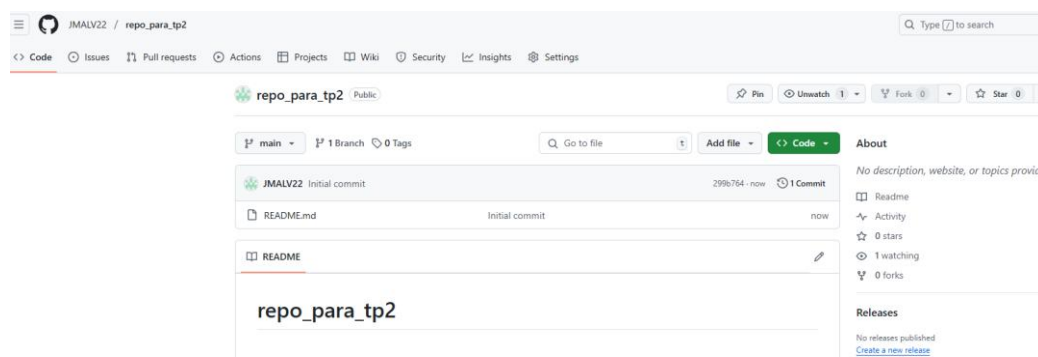 JMALV22 / repo_para_tp2
Type / to search
<> Code Issues Pull requests Actions Projects Wiki Security Insights Settings
repo_para_tp2 Public
Pin Unwatch 1 Fork 0 Star 0
main 1 Branch 0 Tags Go to file t Add file <> Code
JMALV22 Initial commit 299b764 · now 1 Commit
README.md Initial commit now
README
repo_para_tp2
About
No description, website, or topics provid
Readme
Activity
0 stars
1 watching
0 forks
Releases
No releases published
Create a new release